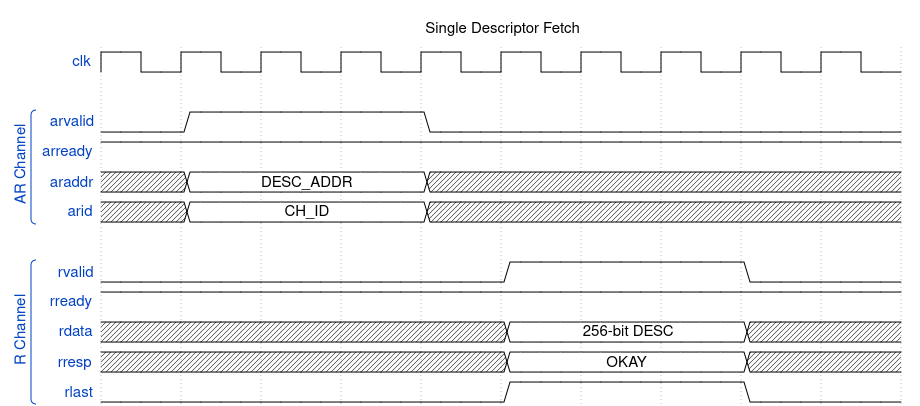 Single Descriptor Fetch
clk
AR Channel
arvalid
arready
araddr DESC_ADDR
arid CH_ID
R Channel
rvalid
rready
rdata 256-bit DESC
rresp OKAY
rlast